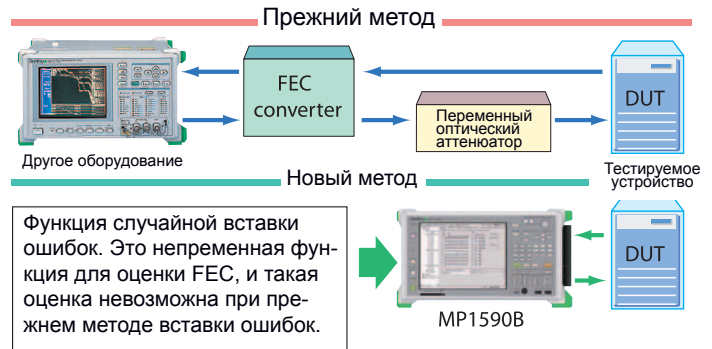 Прежний метод
FEC
converter
DUT
Переменный
оптический
аттенюатор
Другое оборудование
Тестируемое
устройство
Новый метод
Функция случайной вставки
ошибок. Это непременная фун-
кция для оценки FEC, и такая
оценка невозможна при пре-
жнем методе вставки ошибок.
DUT
MP1590B